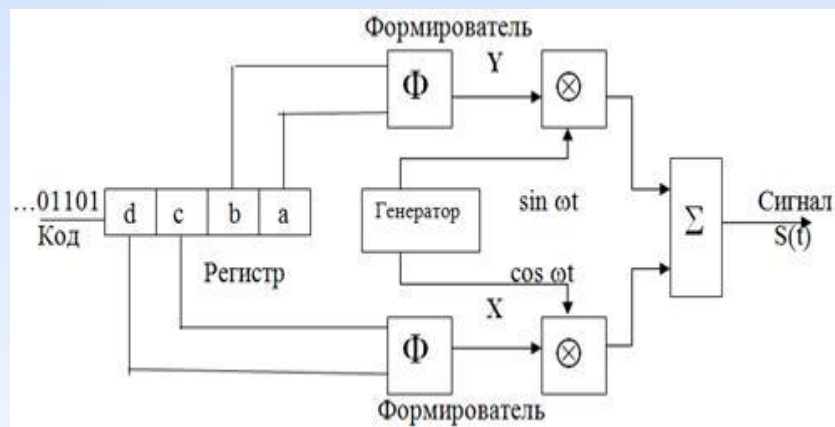 Формирователь
Y
Ф
⊗
...01101
d c b a
Код
Регистр
Генератор
sin ωt
cos ωt
Σ
Сигнал
S(t)
X
Ф
⊗
Формирователь